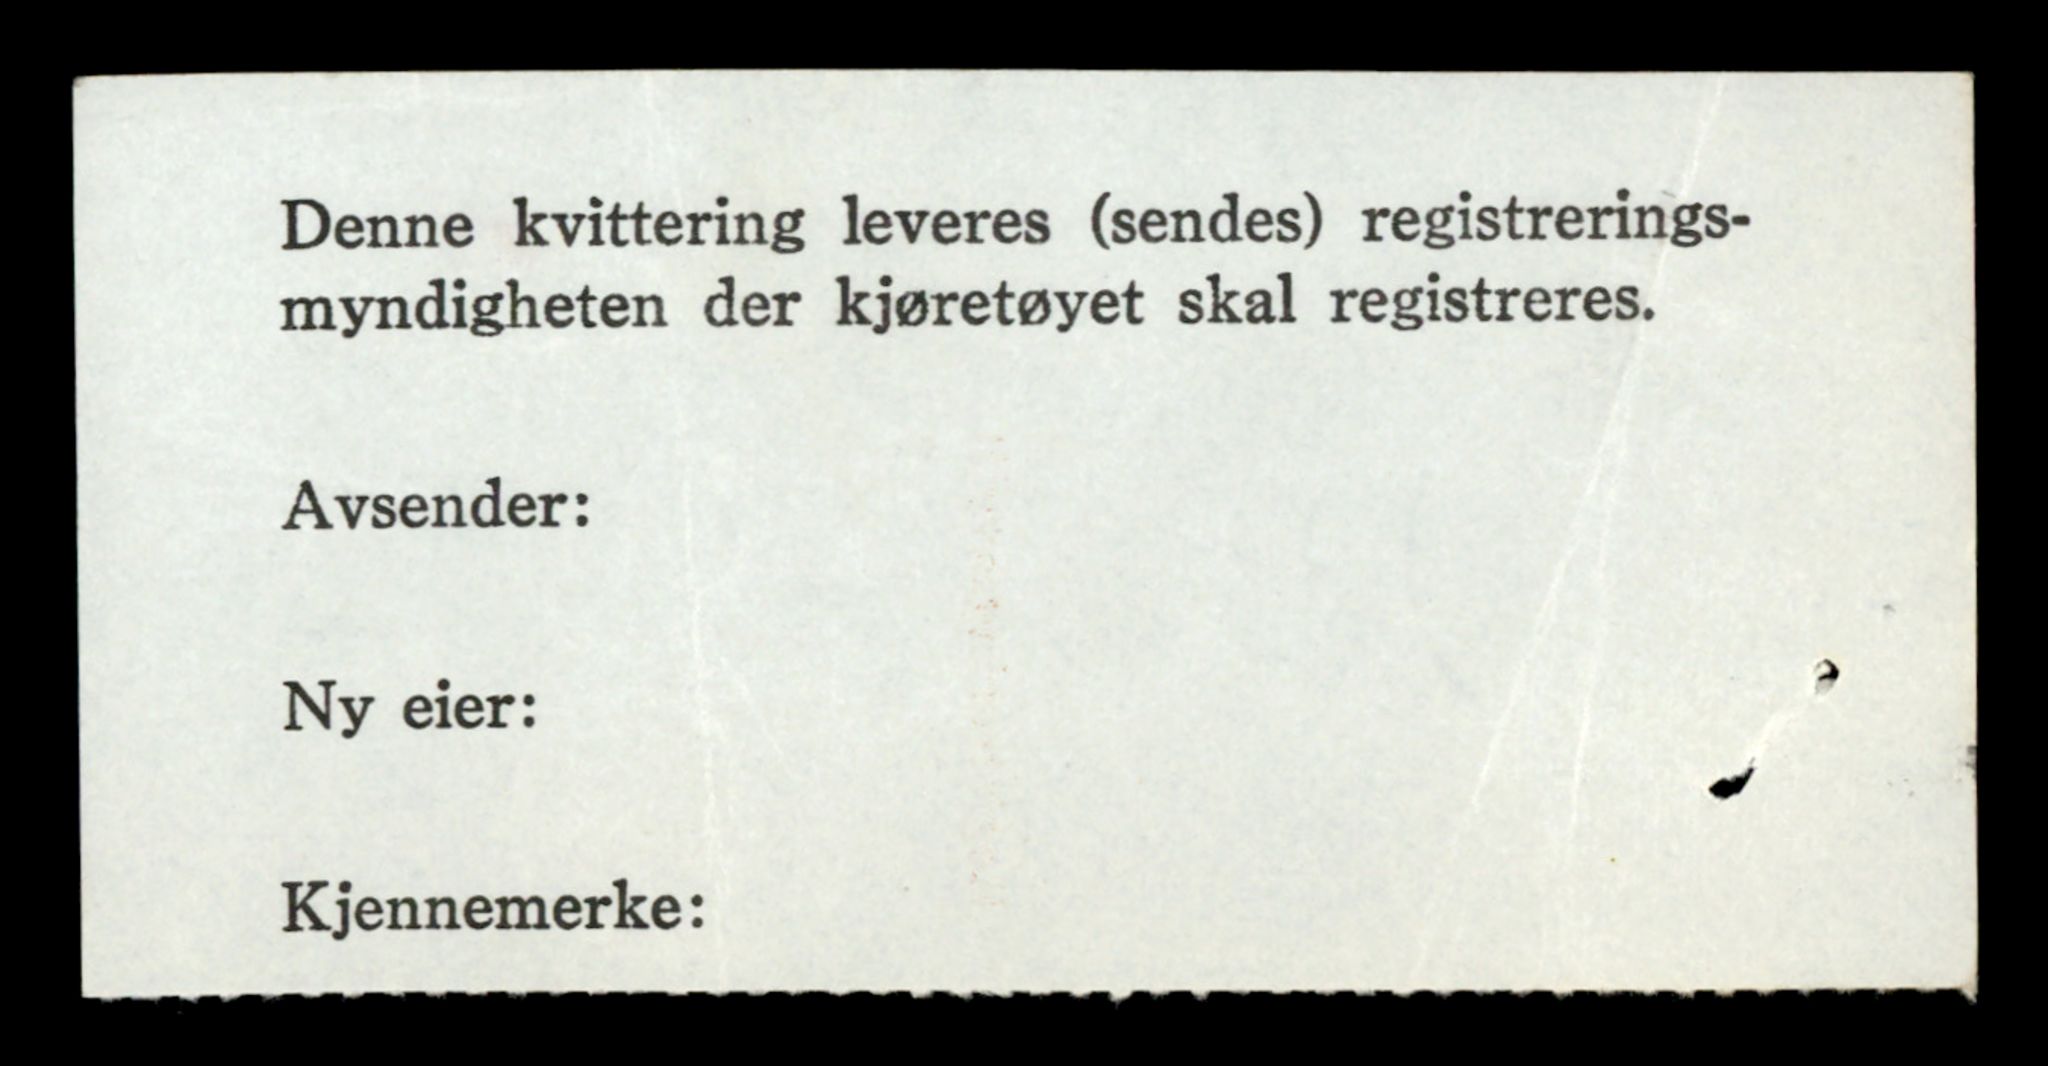 Denne kvittering leveres (sendes) registrerings-
myndigheten der kjøretøyet skal registreres.
Avsender:
Ny eier:
Kjennemerke: